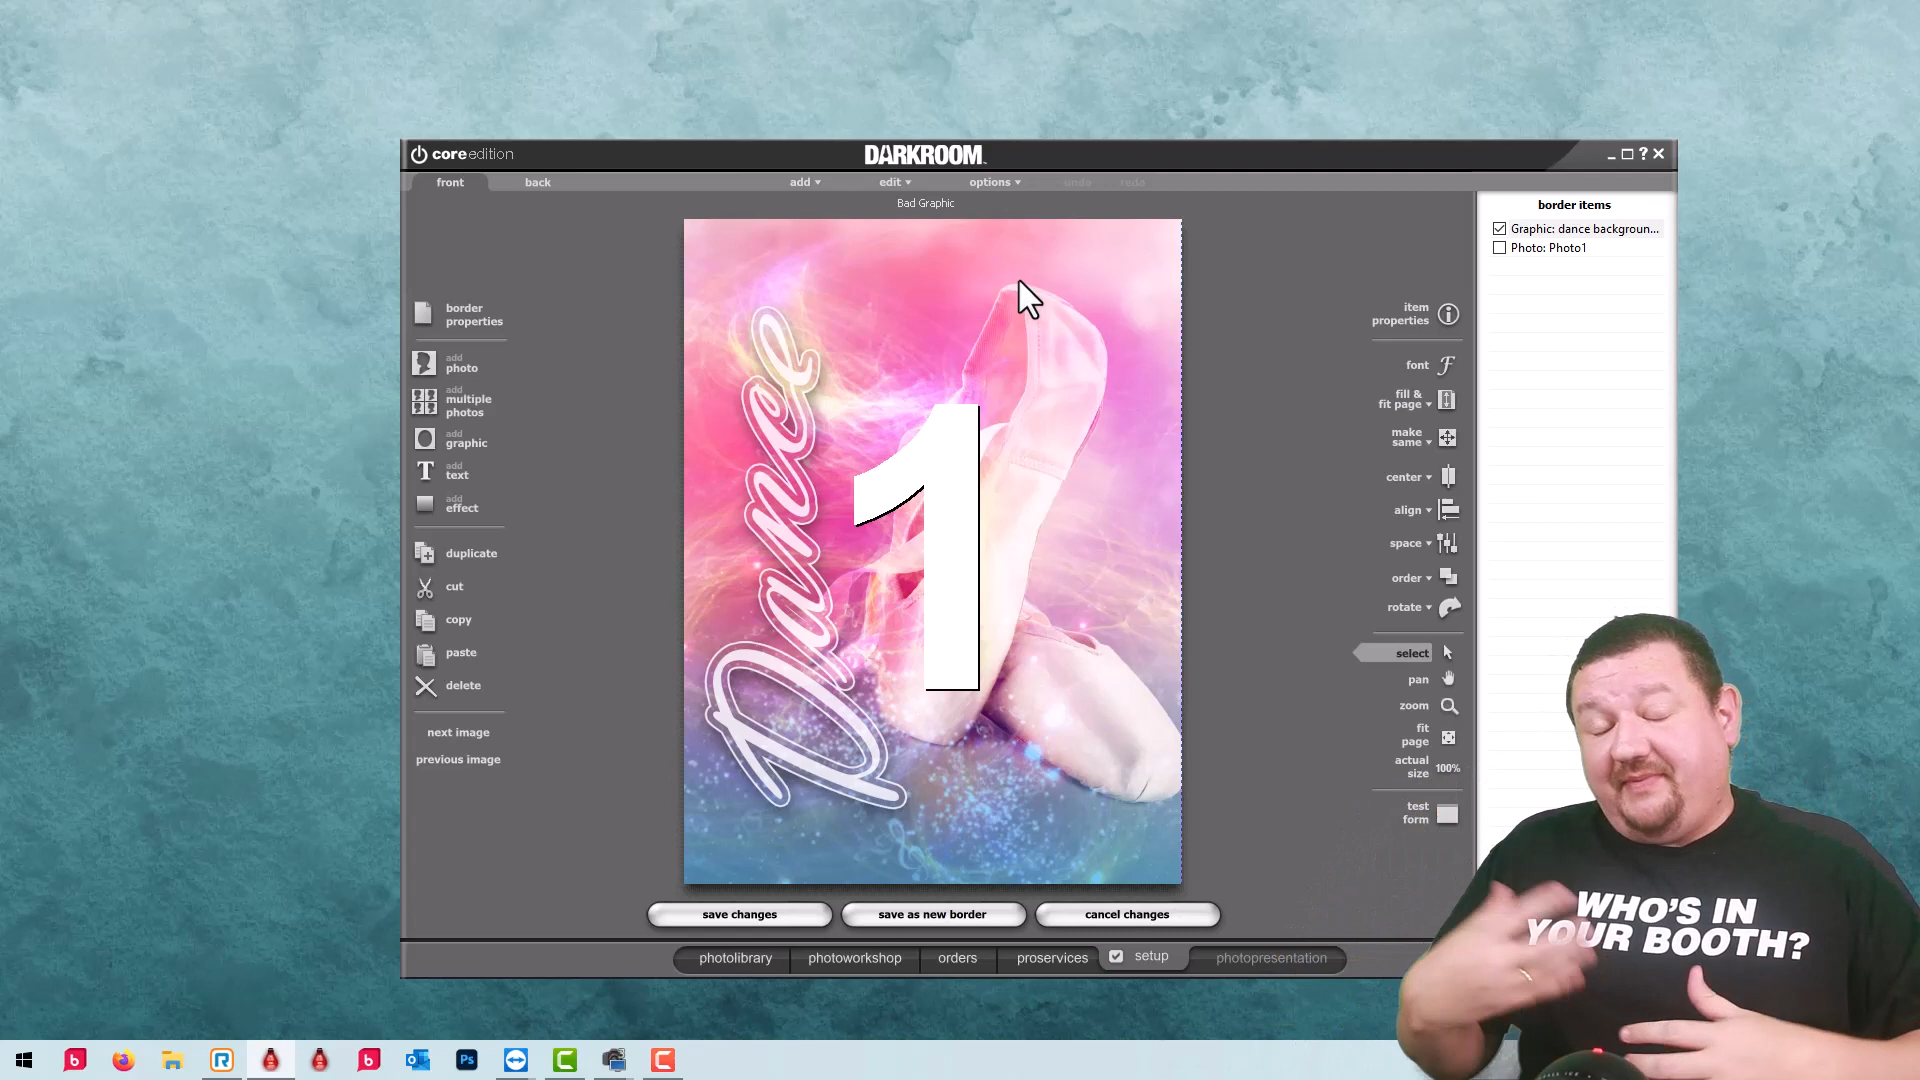 core edition
DARKROOM
front
back
add
edit
options
undo
redo
Bad Graphic
border items
Graphic: dance backgroun...
Photo: Photo1
border
properties
add
photo
add
multiple
photos
add
graphic
T
add
text
add
effect
duplicate
cut
copy
paste
delete
next image
previous image
Dance
1
item
properties
font
fill &
fit page
make
same
center
align
space
order
rotate
select
pan
zoom
fit
page
actual
size
100%
test
form
save changes
save as new border
cancel changes
photolibrary
photoworkshop
orders
proservices
setup
photopresentation
WHO'S IN
YOUR BOOTH?
b
R
b
Ps
C
C